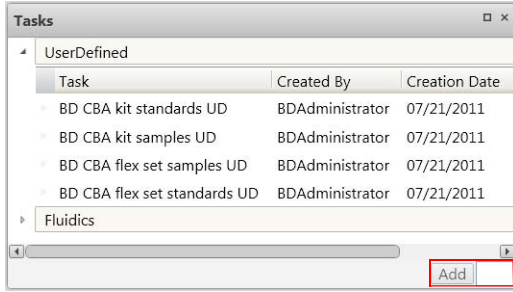 Tasks
UserDefined
Task Created By Creation Date
BD CBA kit standards UD BDAdministrator 07/21/2011
BD CBA kit samples UD BDAdministrator 07/21/2011
BD CBA flex set samples UD BDAdministrator 07/21/2011
BD CBA flex set standards UD BDAdministrator 07/21/2011
Fluidics
Add